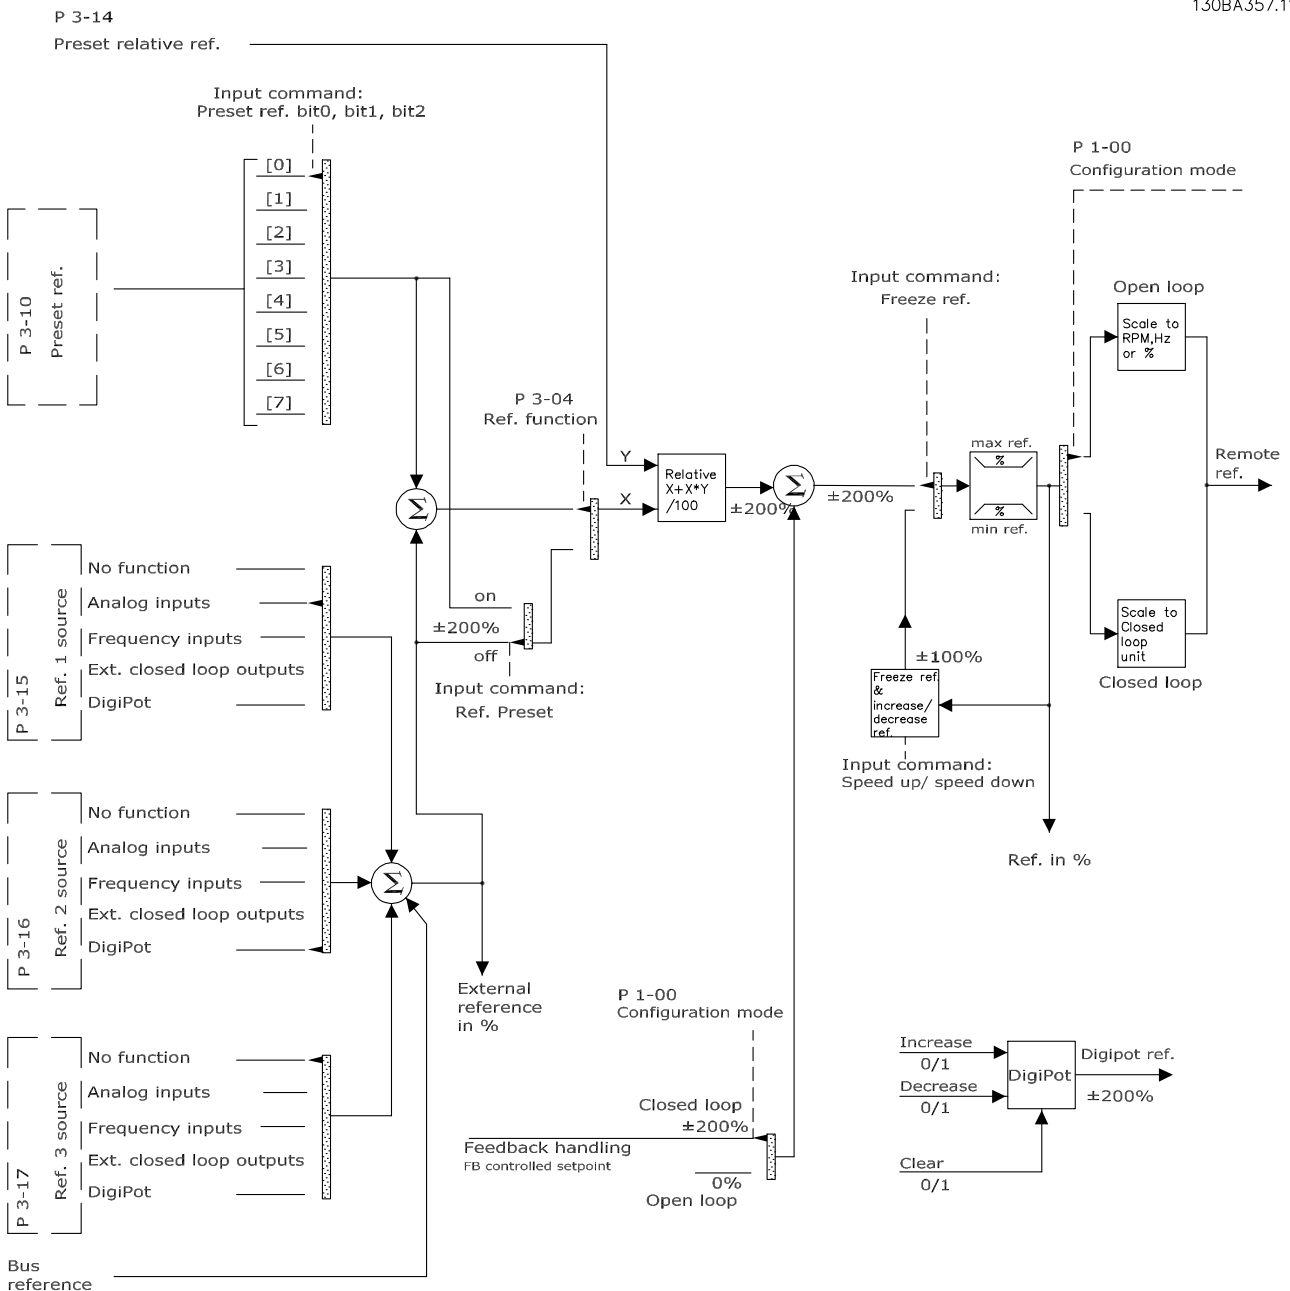 130BA357.1
P 3-14
Preset relative ref.
Input command:
Preset ref. bit0, bit1, bit2
[0]
[1]
[2]
[3]
[4]
[5]
[6]
[7]
P 3-10
Preset ref.
P 1-00
Configuration mode
Input command:
Freeze ref.
Open loop
Scale to
RPM,Hz
or %
P 3-04
Ref. function
Y
X
Relative
X+X*Y
/100
±200%
Σ
±200%
max ref.
%
%
min ref.
Remote
ref.
Σ
on
±200%
off
Input command:
Ref. Preset
±100%
Freeze ref.
&
increase/
decrease
ref.
Input command:
Speed up/ speed down
Scale to
Closed
loop
unit
Closed loop
Ref. in %
P 3-15
Ref. 1 source
No function
Analog inputs
Frequency inputs
Ext. closed loop outputs
DigiPot
P 3-16
Ref. 2 source
No function
Analog inputs
Frequency inputs
Ext. closed loop outputs
DigiPot
Σ
External
reference
in %
P 3-17
Ref. 3 source
No function
Analog inputs
Frequency inputs
Ext. closed loop outputs
DigiPot
Bus
reference
P 1-00
Configuration mode
Closed loop
±200%
Feedback handling
FB controlled setpoint
0%
Open loop
Increase
0/1
Decrease
0/1
Clear
0/1
DigiPot
Digipot ref.
±200%